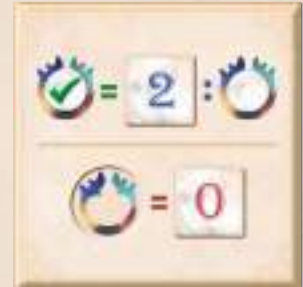 = 2 :
= 0